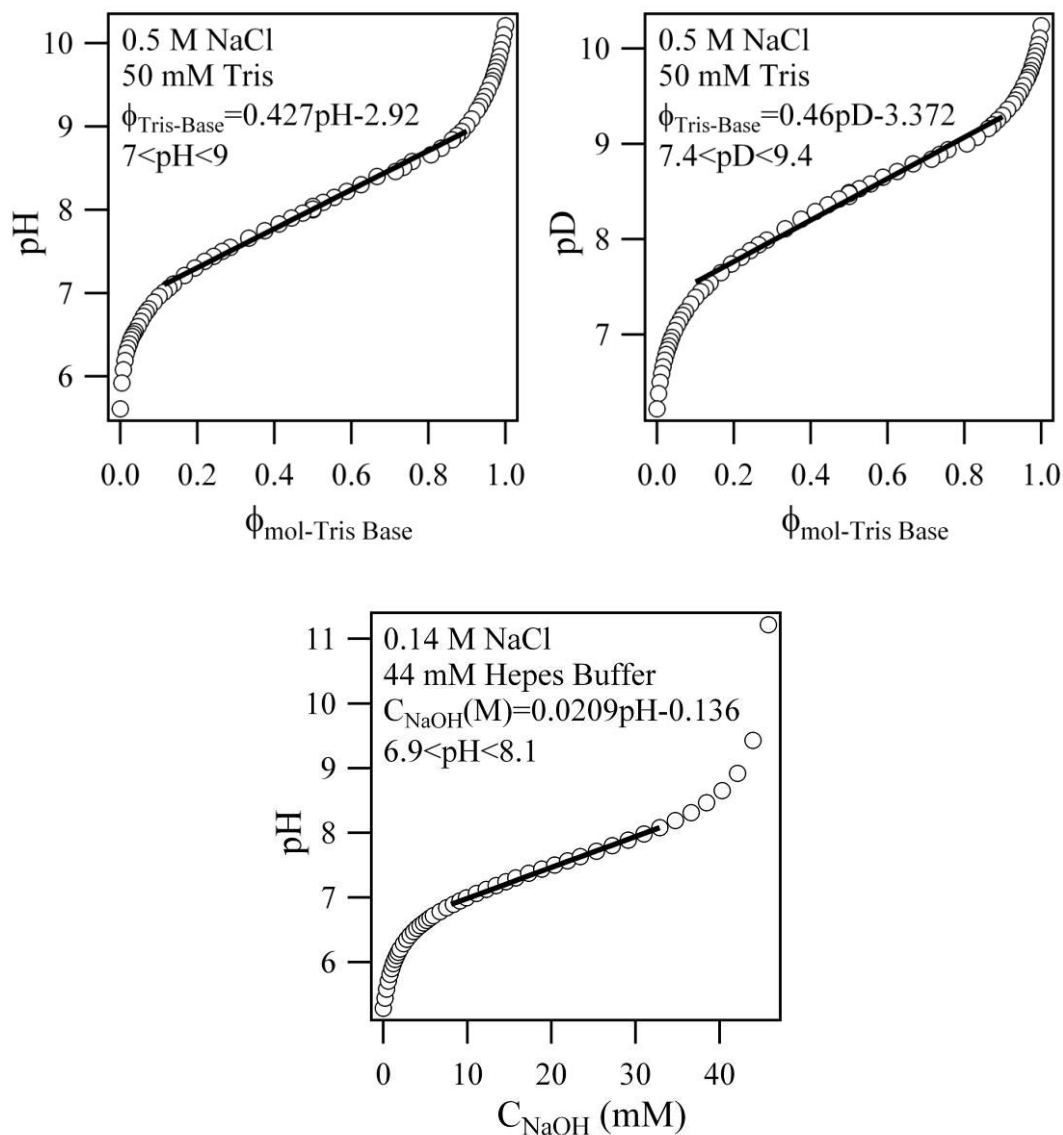 10
9
8
7
6
pH
0.5 M NaCl
50 mM Tris
ϕTris-Base=0.427pH-2.92
7<pH<9
0.0 0.2 0.4 0.6 0.8 1.0
ϕmol-Tris Base
10
9
8
7
pD
0.5 M NaCl
50 mM Tris
ϕTris-Base=0.46pD-3.372
7.4<pD<9.4
0.0 0.2 0.4 0.6 0.8 1.0
ϕmol-Tris Base
11
10
9
8
7
6
pH
0.14 M NaCl
44 mM Hepes Buffer
CNaOH(M)=0.0209pH-0.136
6.9<pH<8.1
0 10 20 30 40
CNaOH (mM)